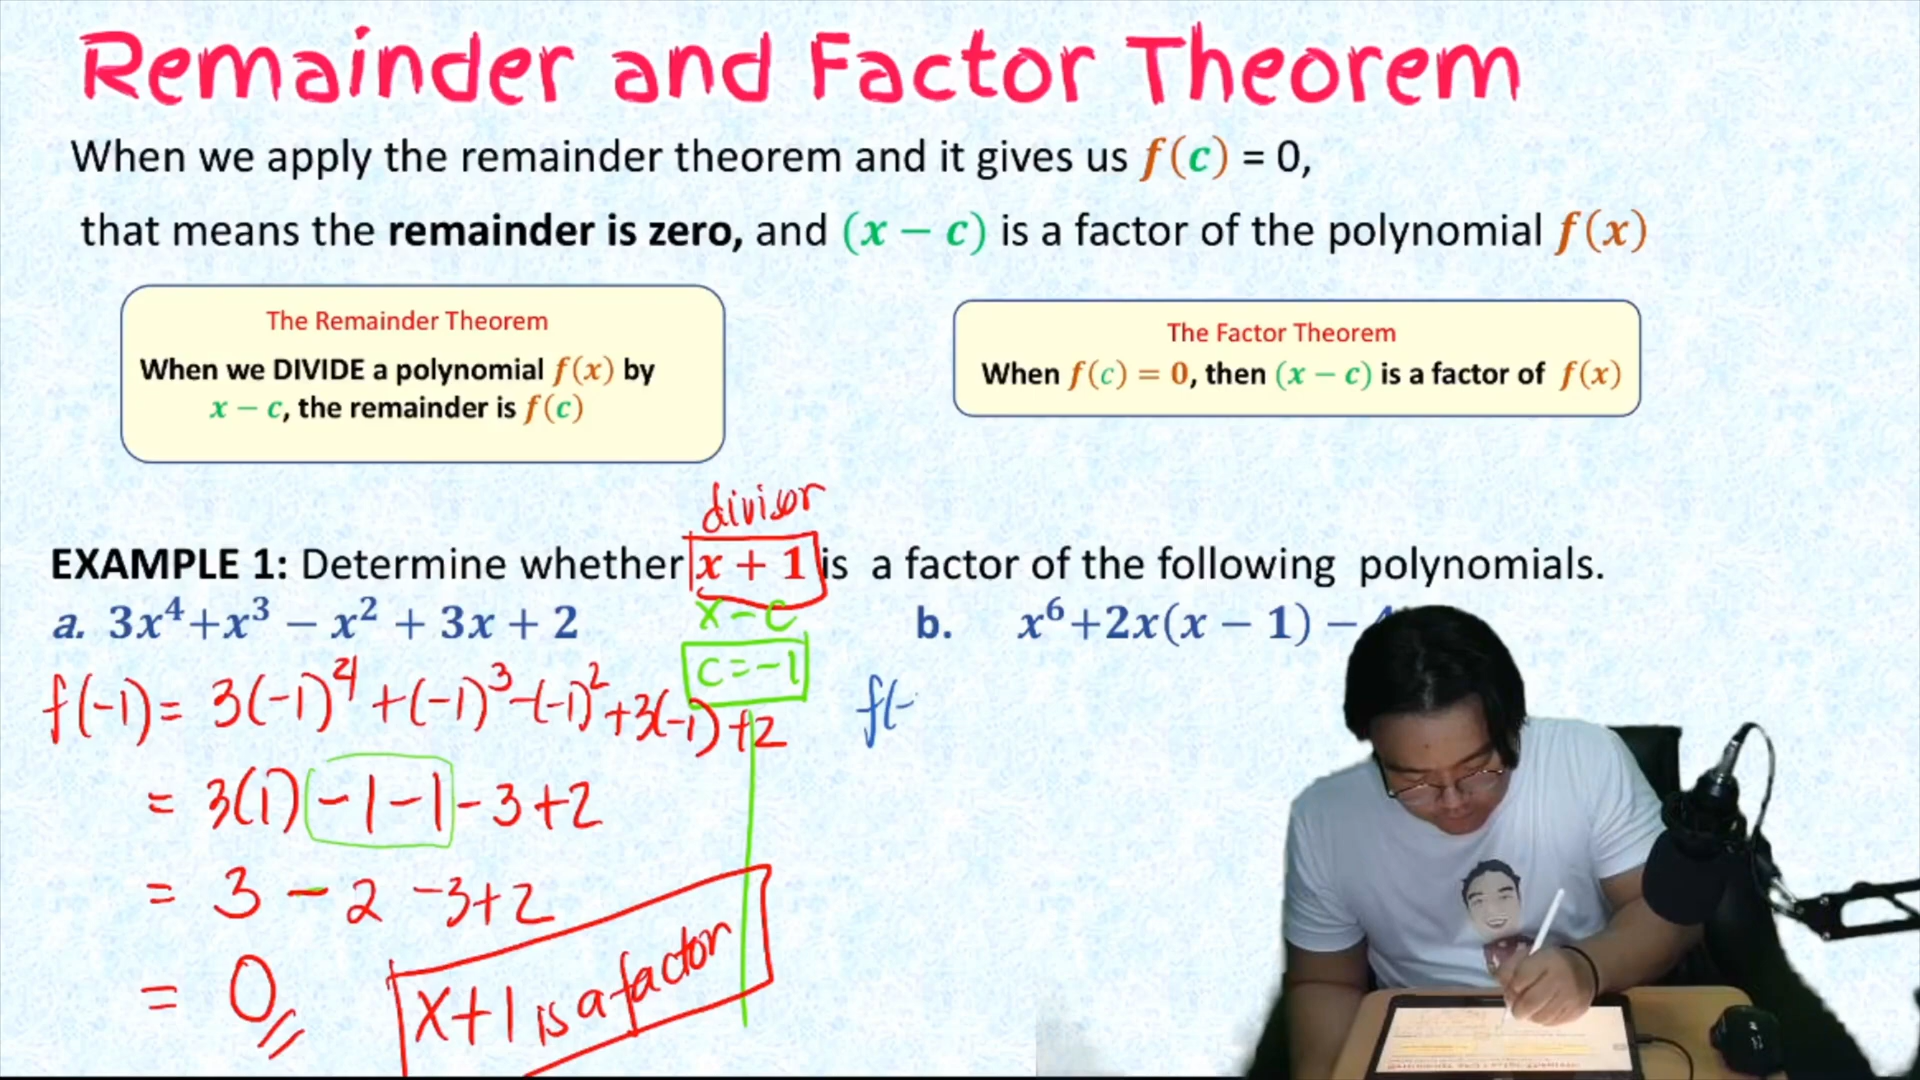 Remainder and Factor Theorem
When we apply the remainder theorem and it gives us f(c) = 0,
that means the remainder is zero, and (x − c) is a factor of the polynomial f(x)
The Remainder Theorem
When we DIVIDE a polynomial f(x) by
x − c, the remainder is f(c)
The Factor Theorem
When f(c) = 0, then (x − c) is a factor of f(x)
divisor
EXAMPLE 1: Determine whether x + 1 is a factor of the following polynomials.
x − c
c = −1
a. 3x⁴+x³ − x² + 3x + 2
f(−1) = 3(−1)⁴ + (−1)³ − (−1)² + 3(−1) + 2
= 3(1) − 1 − 1 − 3 + 2
= 3 − 2 − 3 + 2
= 0
x + 1 is a factor
b. x⁶+2x(x − 1) −
f(-